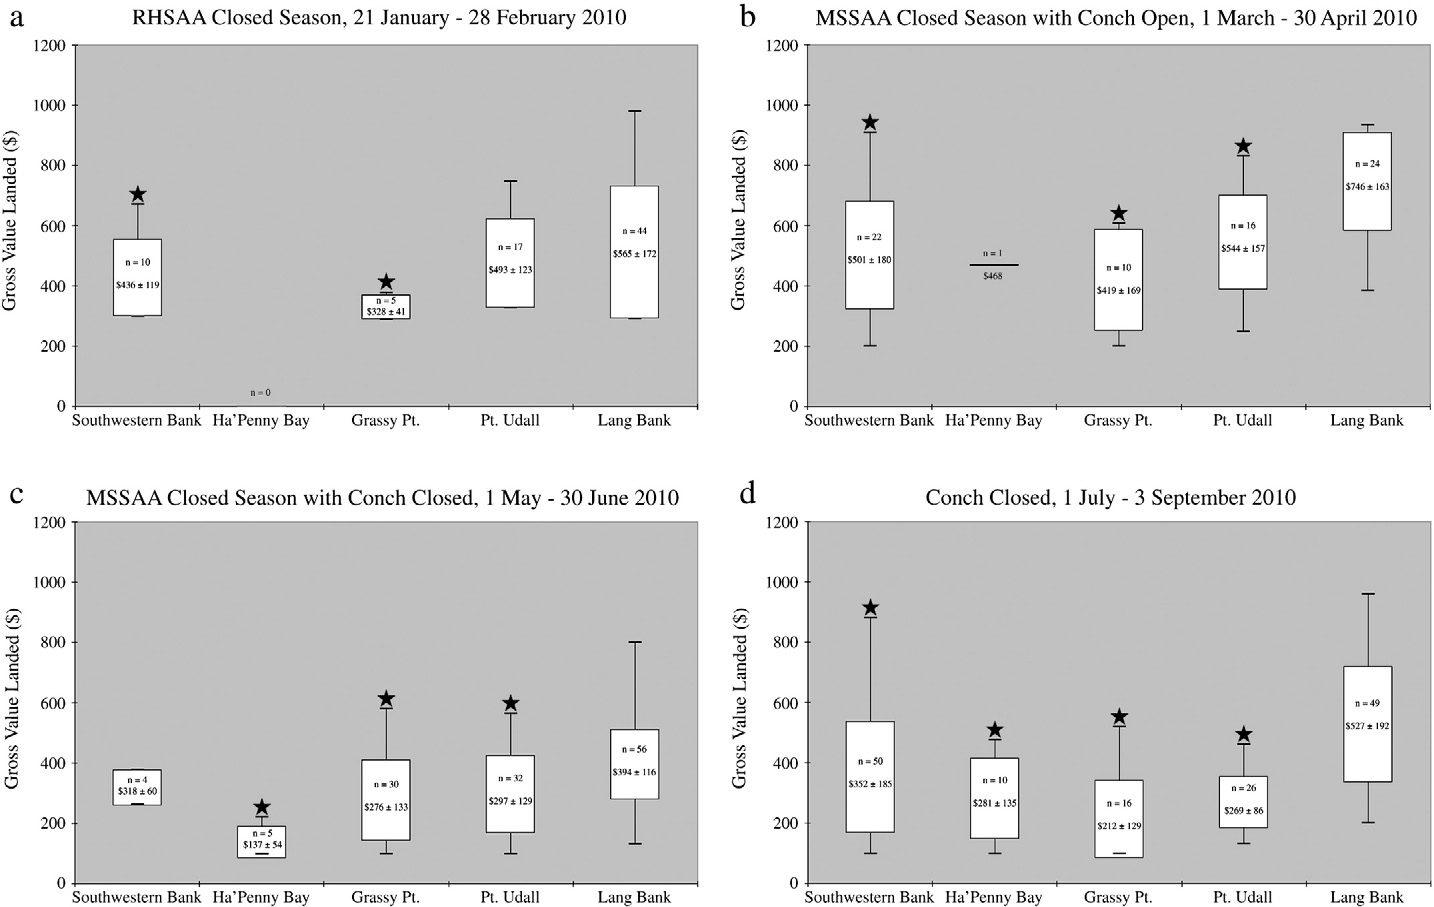 a
RHSAA Closed Season, 21 January - 28 February 2010
Gross Value Landed ($)
1200
1000
800
600
400
200
0
n = 10
$436 ± 119
n = 0
n = 5
$328 ± 41
n = 17
$493 ± 123
n = 44
$565 ± 172
Southwestern Bank Ha'Penny Bay Grassy Pt. Pt. Udall Lang Bank
b
MSSAA Closed Season with Conch Open, 1 March - 30 April 2010
Gross Value Landed ($)
1200
1000
800
600
400
200
0
n = 22
$501 ± 180
n = 1
$468
n = 10
$419 ± 169
n = 16
$544 ± 157
n = 24
$746 ± 163
Southwestern Bank Ha'Penny Bay Grassy Pt. Pt. Udall Lang Bank
c
MSSAA Closed Season with Conch Closed, 1 May - 30 June 2010
Gross Value Landed ($)
1200
1000
800
600
400
200
0
n = 4
$318 ± 60
n = 5
$137 ± 54
n = 30
$276 ± 133
n = 32
$297 ± 129
n = 56
$394 ± 116
Southwestern Bank Ha'Penny Bay Grassy Pt. Pt. Udall Lang Bank
d
Conch Closed, 1 July - 3 September 2010
Gross Value Landed ($)
1200
1000
800
600
400
200
0
n = 50
$352 ± 185
n = 10
$281 ± 135
n = 16
$212 ± 129
n = 26
$269 ± 86
n = 49
$527 ± 192
Southwestern Bank Ha'Penny Bay Grassy Pt. Pt. Udall Lang Bank